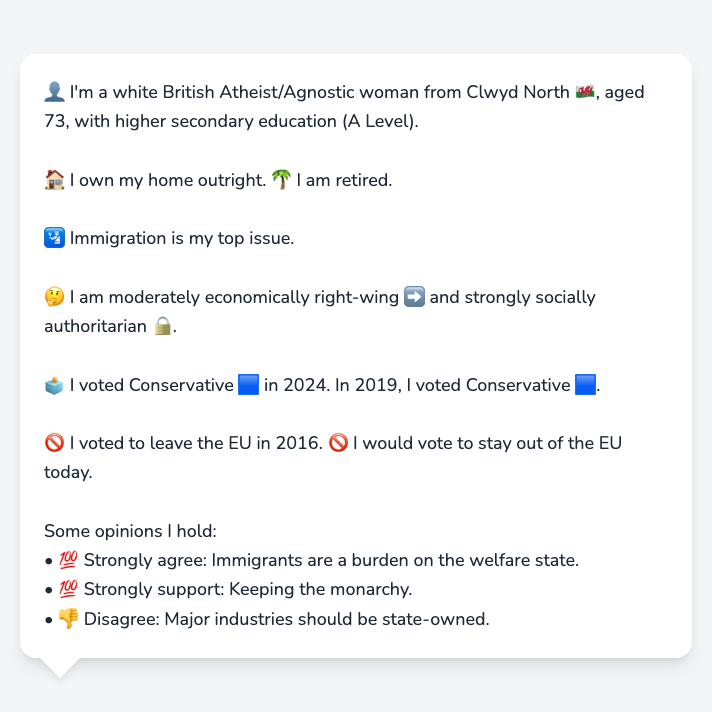 👤 I'm a white British Atheist/Agnostic woman from Clwyd North 🏴󠁧󠁢󠁷󠁬󠁳󠁿, aged
73, with higher secondary education (A Level).
🏠 I own my home outright. 🌴 I am retired.
🛂 Immigration is my top issue.
🤔 I am moderately economically right-wing ➡️ and strongly socially
authoritarian 🔒.
🗳️ I voted Conservative 🟦 in 2024. In 2019, I voted Conservative 🟦.
🚫 I voted to leave the EU in 2016. 🚫 I would vote to stay out of the EU
today.
Some opinions I hold:
• 💯 Strongly agree: Immigrants are a burden on the welfare state.
• 💯 Strongly support: Keeping the monarchy.
• 👎 Disagree: Major industries should be state-owned.